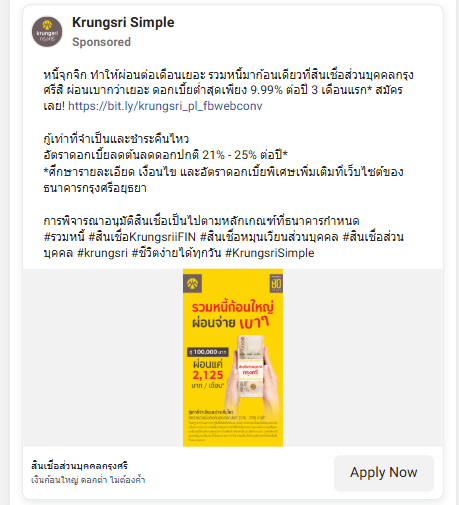 Krungsri Simple
Sponsored
krungsri
กรุงศรี
หนี้จุกจิก ทำให้ผ่อนต่อเดือนเยอะ รวมหนี้มาก้อนเดียวที่สินเชื่อส่วนบุคคลกรุง
ศรีสิ ผ่อนเบากว่าเยอะ ดอกเบี้ยต่ำสุดเพียง 9.99% ต่อปี 3 เดือนแรก* สมัคร
เลย! https://bit.ly/krungsri_pl_fbwebconv
กู้เท่าที่จำเป็นและชำระคืนไหว
อัตราดอกเบี้ยลดต้นลดดอกปกติ 21% - 25% ต่อปี*
*ศึกษารายละเอียด เงื่อนไข และอัตราดอกเบี้ยพิเศษเพิ่มเติมที่เว็บไซต์ของ
ธนาคารกรุงศรีอยุธยา
การพิจารณาอนุมัติสินเชื่อเป็นไปตามหลักเกณฑ์ที่ธนาคารกำหนด
#รวมหนี้ #สินเชื่อKrungsriiFIN #สินเชื่อหมุนเวียนส่วนบุคคล #สินเชื่อส่วน
บุคคล #krungsri #ชีวิตง่ายได้ทุกวัน #KrungsriSimple
รวมหนี้ก้อนใหญ่
ผ่อนจ่าย เบาๆ
กู้ 100,000 บาท
ผ่อนแค่
2,125
บาท / เดือน*
สินเชื่อส่วนบุคคล
กรุงศรี
สินเชื่อส่วนบุคคลกรุงศรี
เงินก้อนใหญ่ ดอกต่ำ ไม่ต้องค้ำ
Apply Now